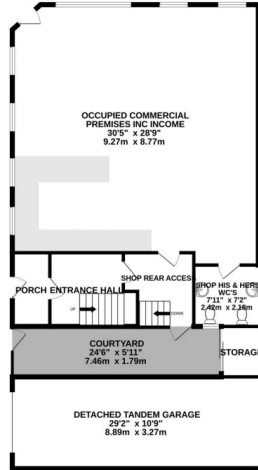 OCCUPIED COMMERCIAL
PREMISES INC INCOME
30'5" x 28'9"
9.27m x 8.77m
SHOP REAR ACCESS
PORCH
ENTRANCE HALL
UP
DOWN
SHOP HIS & HERS
WC'S
7'11" x 7'2"
2.42m x 2.18m
COURTYARD
24'6" x 5'11"
7.46m x 1.79m
STORAGE
DETACHED TANDEM GARAGE
29'2" x 10'9"
8.89m x 3.27m